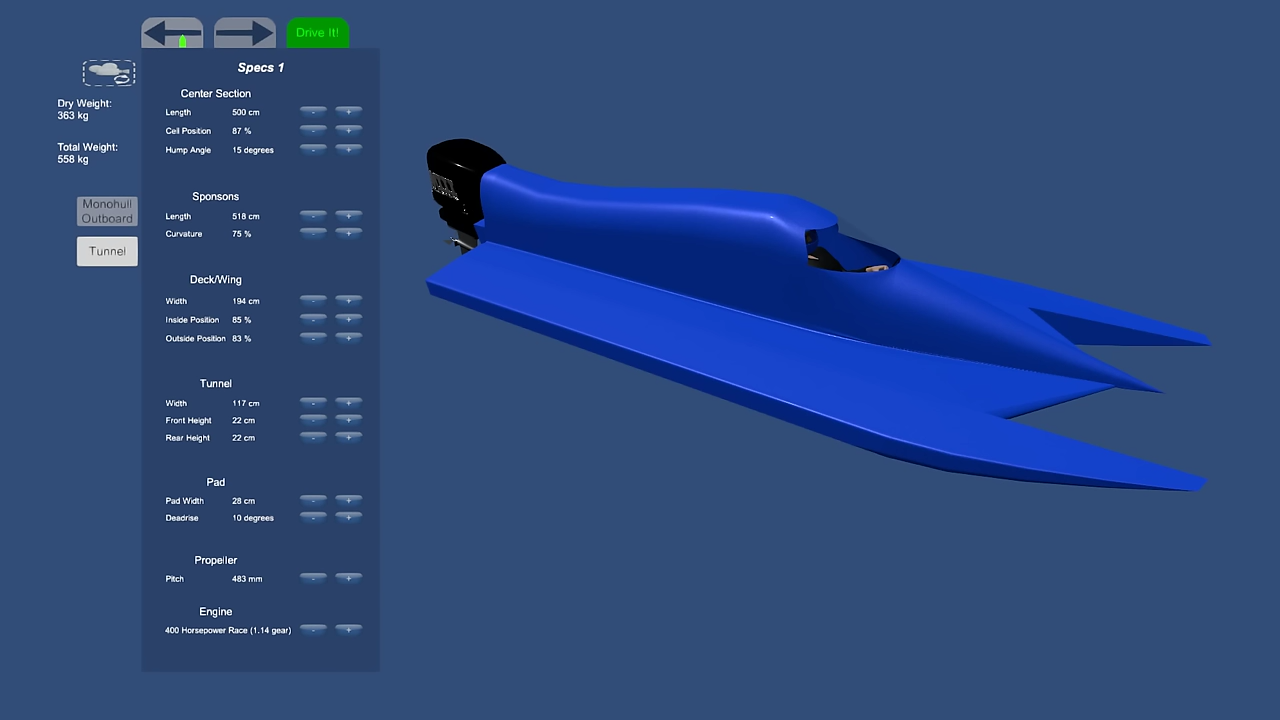 Drive It!
Specs 1
Dry Weight:
363 kg
Total Weight:
558 kg
Monohull
Outboard
Tunnel
Center Section
Length 500 cm - +
Cell Position 87 % - +
Hump Angle 15 degrees - +
Sponsons
Length 518 cm - +
Curvature 75 % - +
Deck/Wing
Width 194 cm - +
Inside Position 85 % - +
Outside Position 83 % - +
Tunnel
Width 117 cm - +
Front Height 22 cm - +
Rear Height 22 cm - +
Pad
Pad Width 28 cm - +
Deadrise 10 degrees - +
Propeller
Pitch 483 mm - +
Engine
400 Horsepower Race (1.14 gear) - +